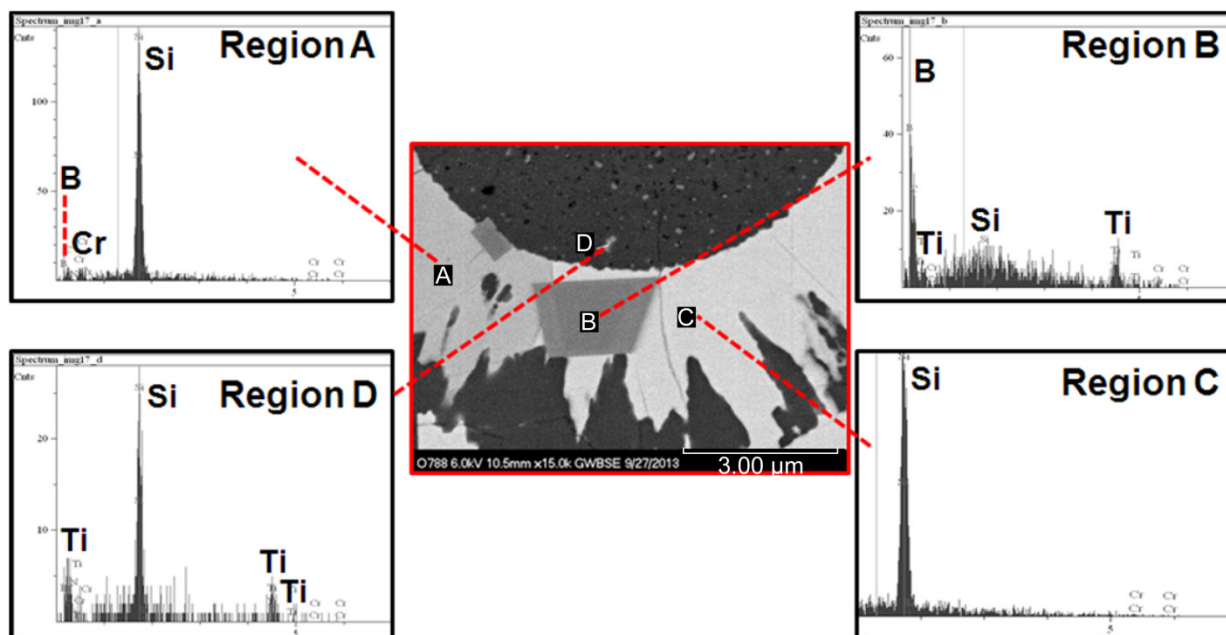 Spectrum_img17_a
Cnts
Region A
Si
100
50
B
Cr
5
Spectrum_img17_b
Cnts
Region B
60
B
40
20
Ti
Si
Ti
A
B
C
D
O788 6.0kV 10.5mm x15.0k GWBSE 9/27/2013
3.00 µm
Spectrum_img17_d
Cnts
Region D
Si
20
10
Ti
Ti
Ti
5
Region C
Si
5